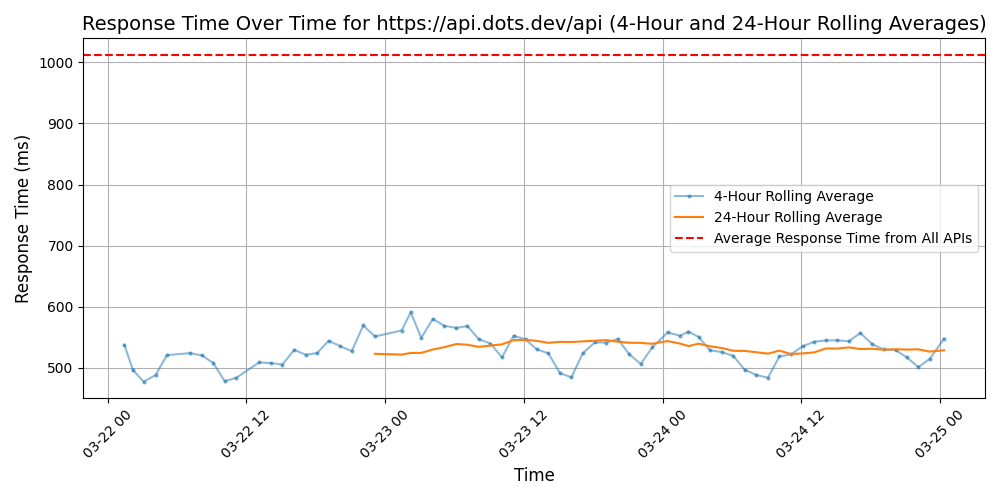 Response Time Over Time for https://api.dots.dev/api (4-Hour and 24-Hour Rolling Averages)
Response Time (ms)
1000
900
800
700
600
500
4-Hour Rolling Average
24-Hour Rolling Average
Average Response Time from All APIs
03-22 00
03-22 12
03-23 00
03-23 12
03-24 00
03-24 12
03-25 00
Time